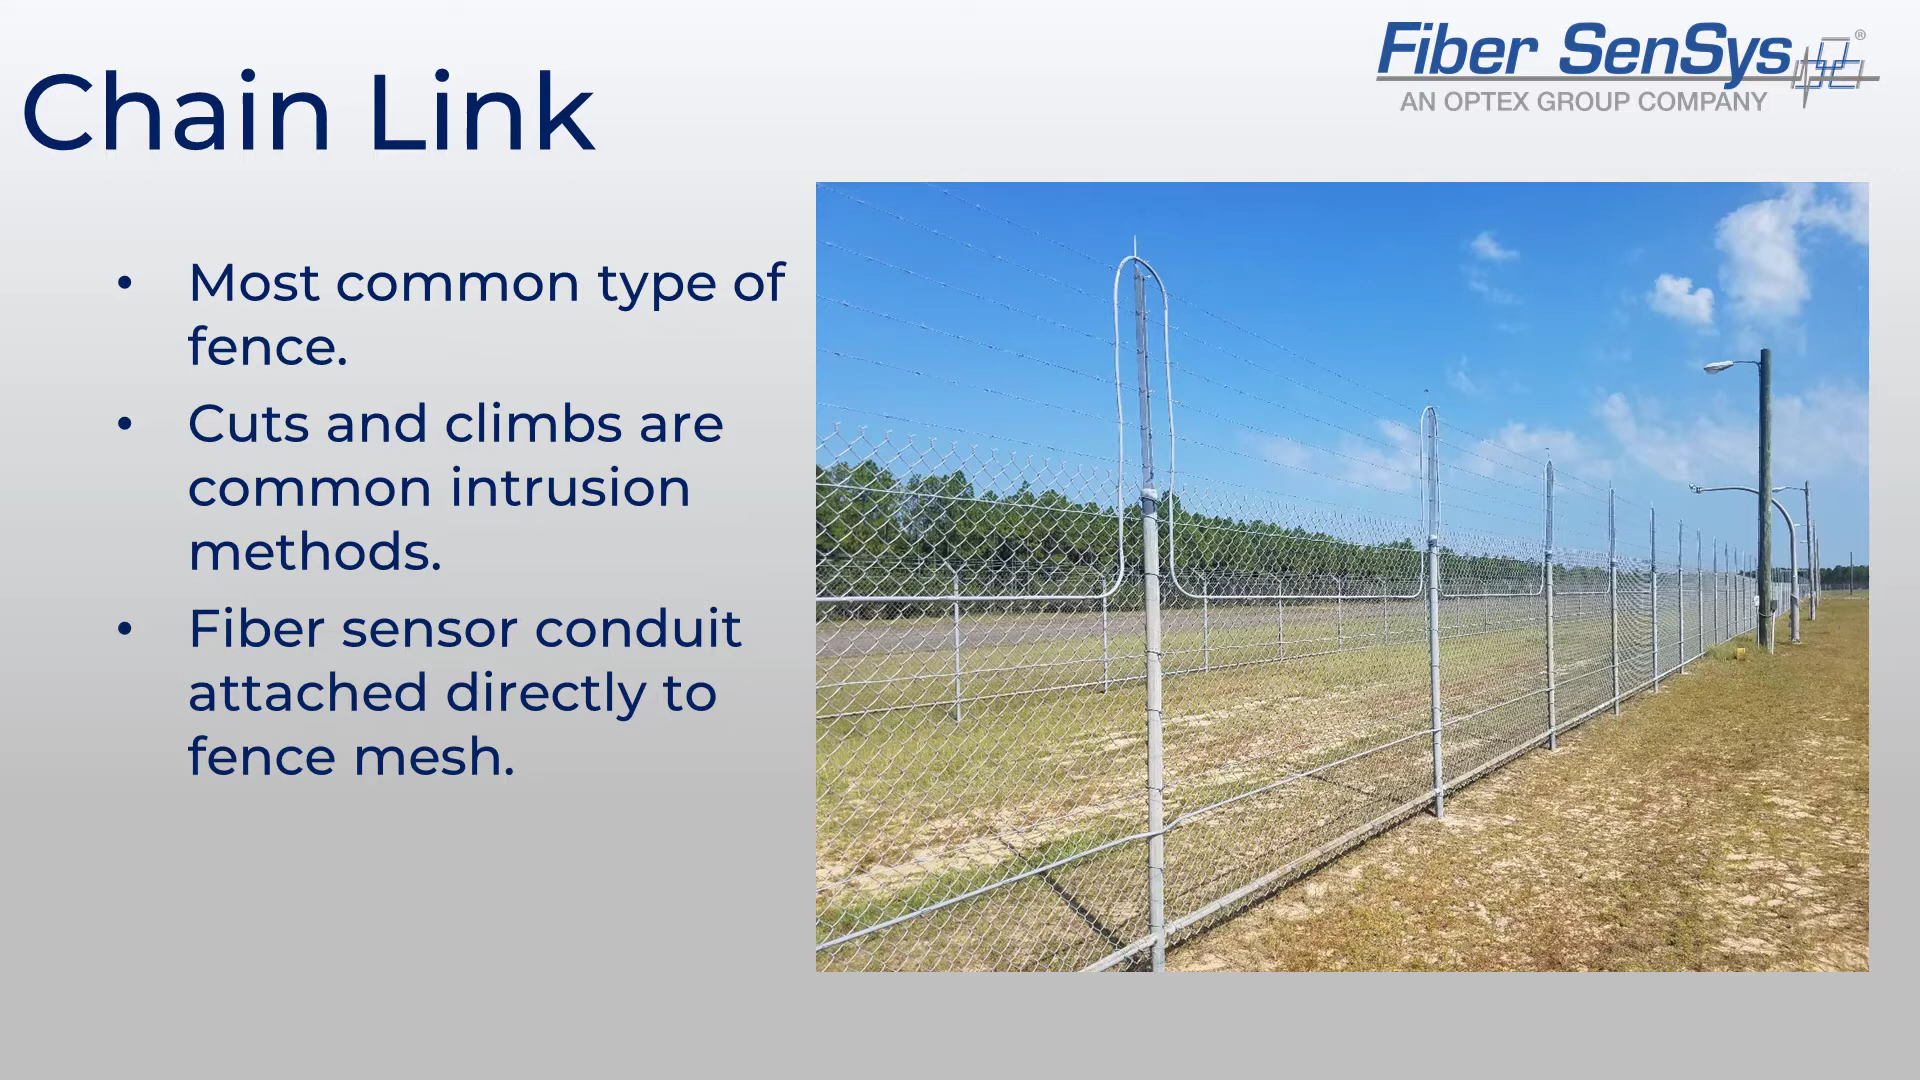 Fiber SenSys®
AN OPTEX GROUP COMPANY
Chain Link
• Most common type of
fence.
• Cuts and climbs are
common intrusion
methods.
• Fiber sensor conduit
attached directly to
fence mesh.